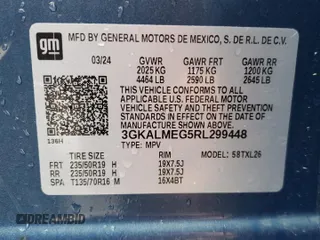 gm
MFD BY GENERAL MOTORS DE MEXICO, S. DE R.L. DE C.V.
03/24 GVWR GAWR FRT GAWR RR
2025 KG 1175 KG 1200 KG
4464 LB 2590 LB 2645 LB
THIS VEHICLE CONFORMS TO ALL APPLICABLE U.S. FEDERAL MOTOR VEHICLE SAFETY, BUMPER, AND THEFT PREVENTION STANDARDS IN EFFECT ON THE DATE OF MANUFACTURE SHOWN ABOVE.
3GKALMEG5RL299448
TYPE: MPV
136H
TIRE SIZE RIM MODEL: 5BTXL26
FRT 235/50R19 H 19X7.5J
RR 235/50R19 H 19X7.5J
SPA T135/70R16 M 16X4BT
OKAUTOBID